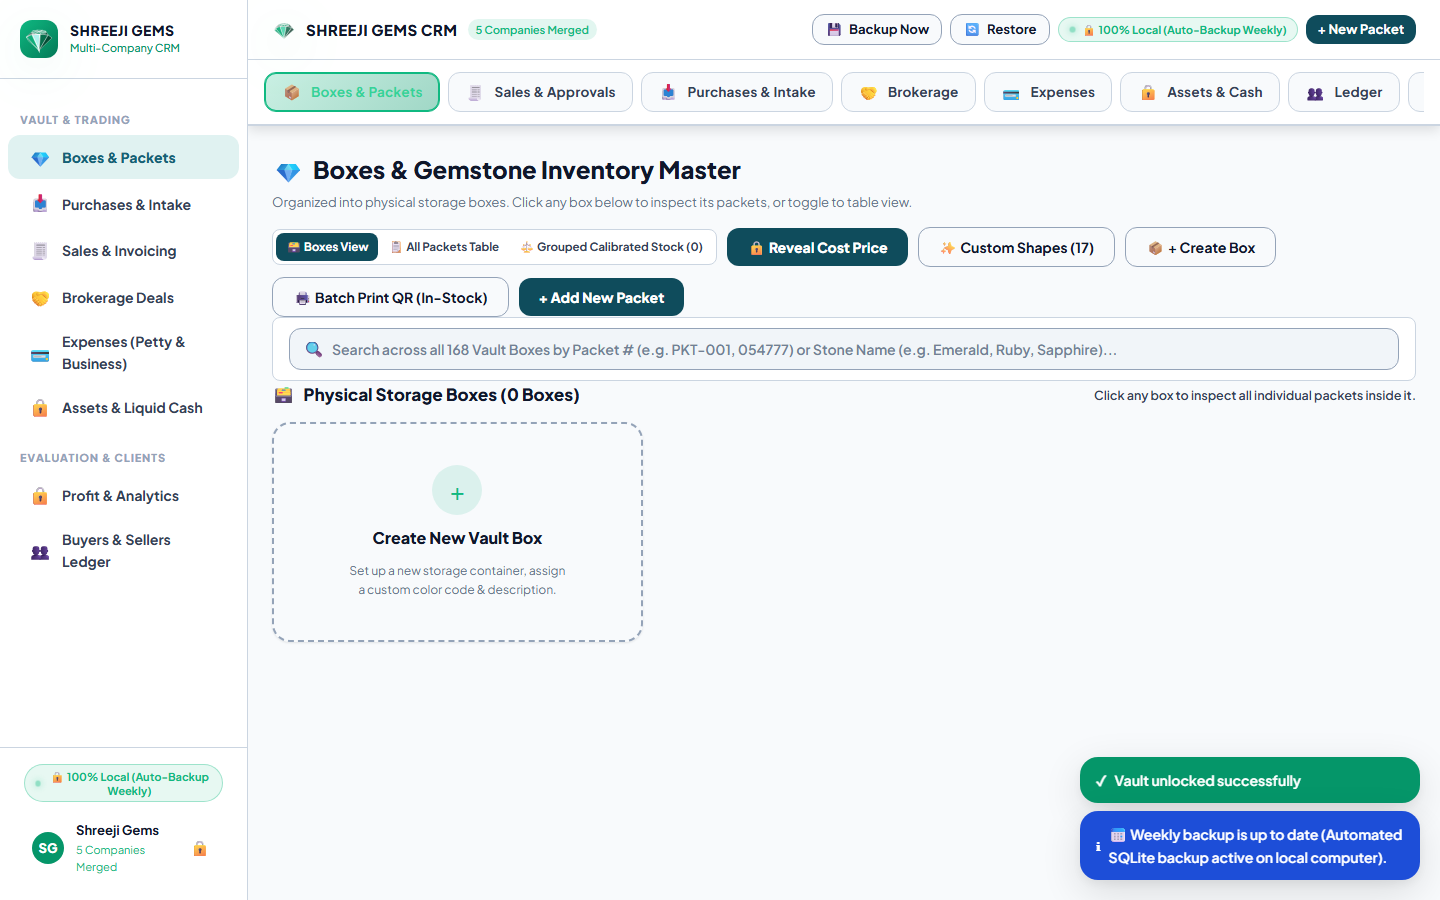 SHREEJI GEMS
Multi-Company CRM
VAULT & TRADING
Boxes & Packets
Purchases & Intake
Sales & Invoicing
Brokerage Deals
Expenses (Petty &
Business)
Assets & Liquid Cash
EVALUATION & CLIENTS
Profit & Analytics
Buyers & Sellers
Ledger
100% Local (Auto-Backup
Weekly)
SG
Shreeji Gems
5 Companies
Merged
SHREEJI GEMS CRM
5 Companies Merged
Backup Now
Restore
100% Local (Auto-Backup Weekly)
+ New Packet
Boxes & Packets
Sales & Approvals
Purchases & Intake
Brokerage
Expenses
Assets & Cash
Ledger
Boxes & Gemstone Inventory Master
Organized into physical storage boxes. Click any box below to inspect its packets, or toggle to table view.
Boxes View
All Packets Table
Grouped Calibrated Stock (0)
Reveal Cost Price
Custom Shapes (17)
+ Create Box
Batch Print QR (In-Stock)
+ Add New Packet
Search across all 168 Vault Boxes by Packet # (e.g. PKT-001, 054777) or Stone Name (e.g. Emerald, Ruby, Sapphire)...
Physical Storage Boxes (0 Boxes)
Click any box to inspect all individual packets inside it.
+
Create New Vault Box
Set up a new storage container, assign
a custom color code & description.
✓ Vault unlocked successfully
ℹ Weekly backup is up to date (Automated
SQLite backup active on local computer).